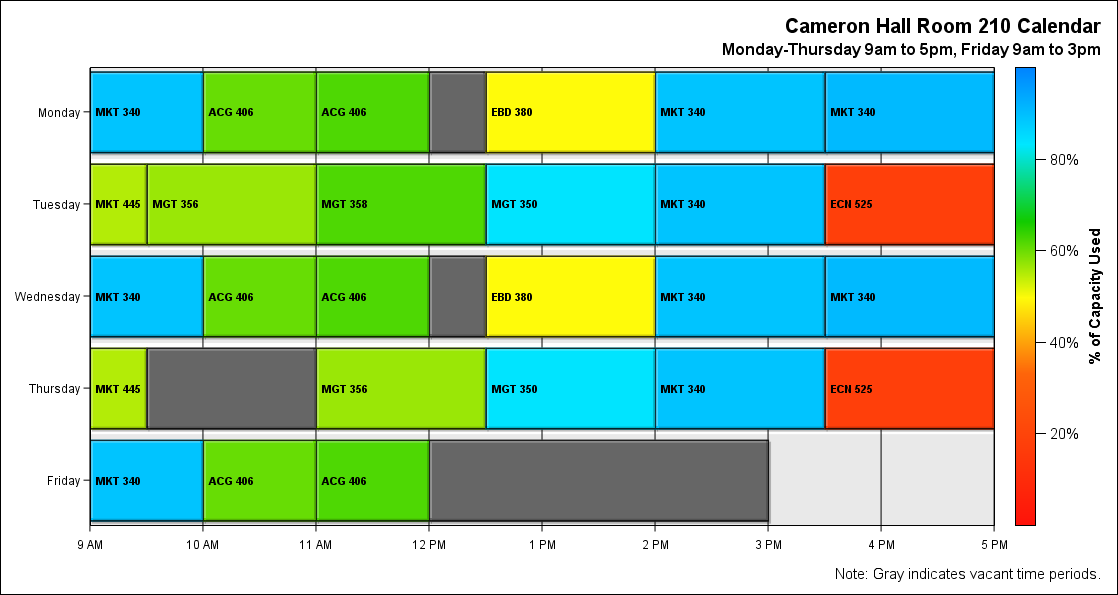 Cameron Hall Room 210 Calendar
Monday-Thursday 9am to 5pm, Friday 9am to 3pm
Monday
MKT 340
ACG 406
ACG 406
EBD 380
MKT 340
MKT 340
Tuesday
MKT 445
MGT 356
MGT 358
MGT 350
MKT 340
ECN 525
Wednesday
MKT 340
ACG 406
ACG 406
EBD 380
MKT 340
MKT 340
Thursday
MKT 445
MGT 356
MGT 350
MKT 340
ECN 525
Friday
MKT 340
ACG 406
ACG 406
9 AM
10 AM
11 AM
12 PM
1 PM
2 PM
3 PM
4 PM
5 PM
80%
60%
40%
20%
% of Capacity Used
Note: Gray indicates vacant time periods.